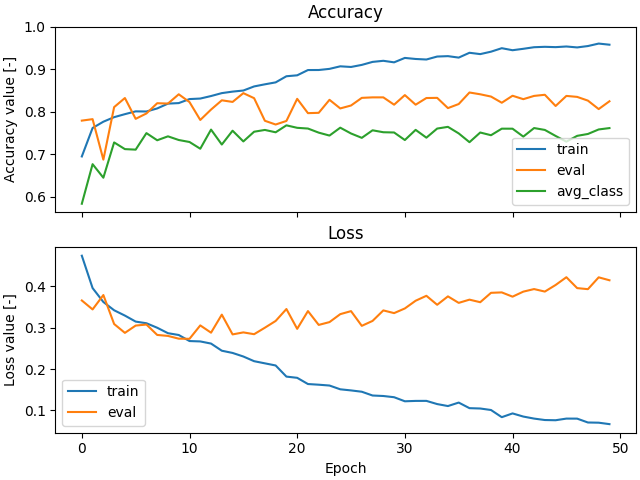 Accuracy
Accuracy value [-]
1.0
0.9
0.8
0.7
0.6
train
eval
avg_class
Loss
Loss value [-]
0.4
0.3
0.2
0.1
train
eval
0 10 20 30 40 50
Epoch